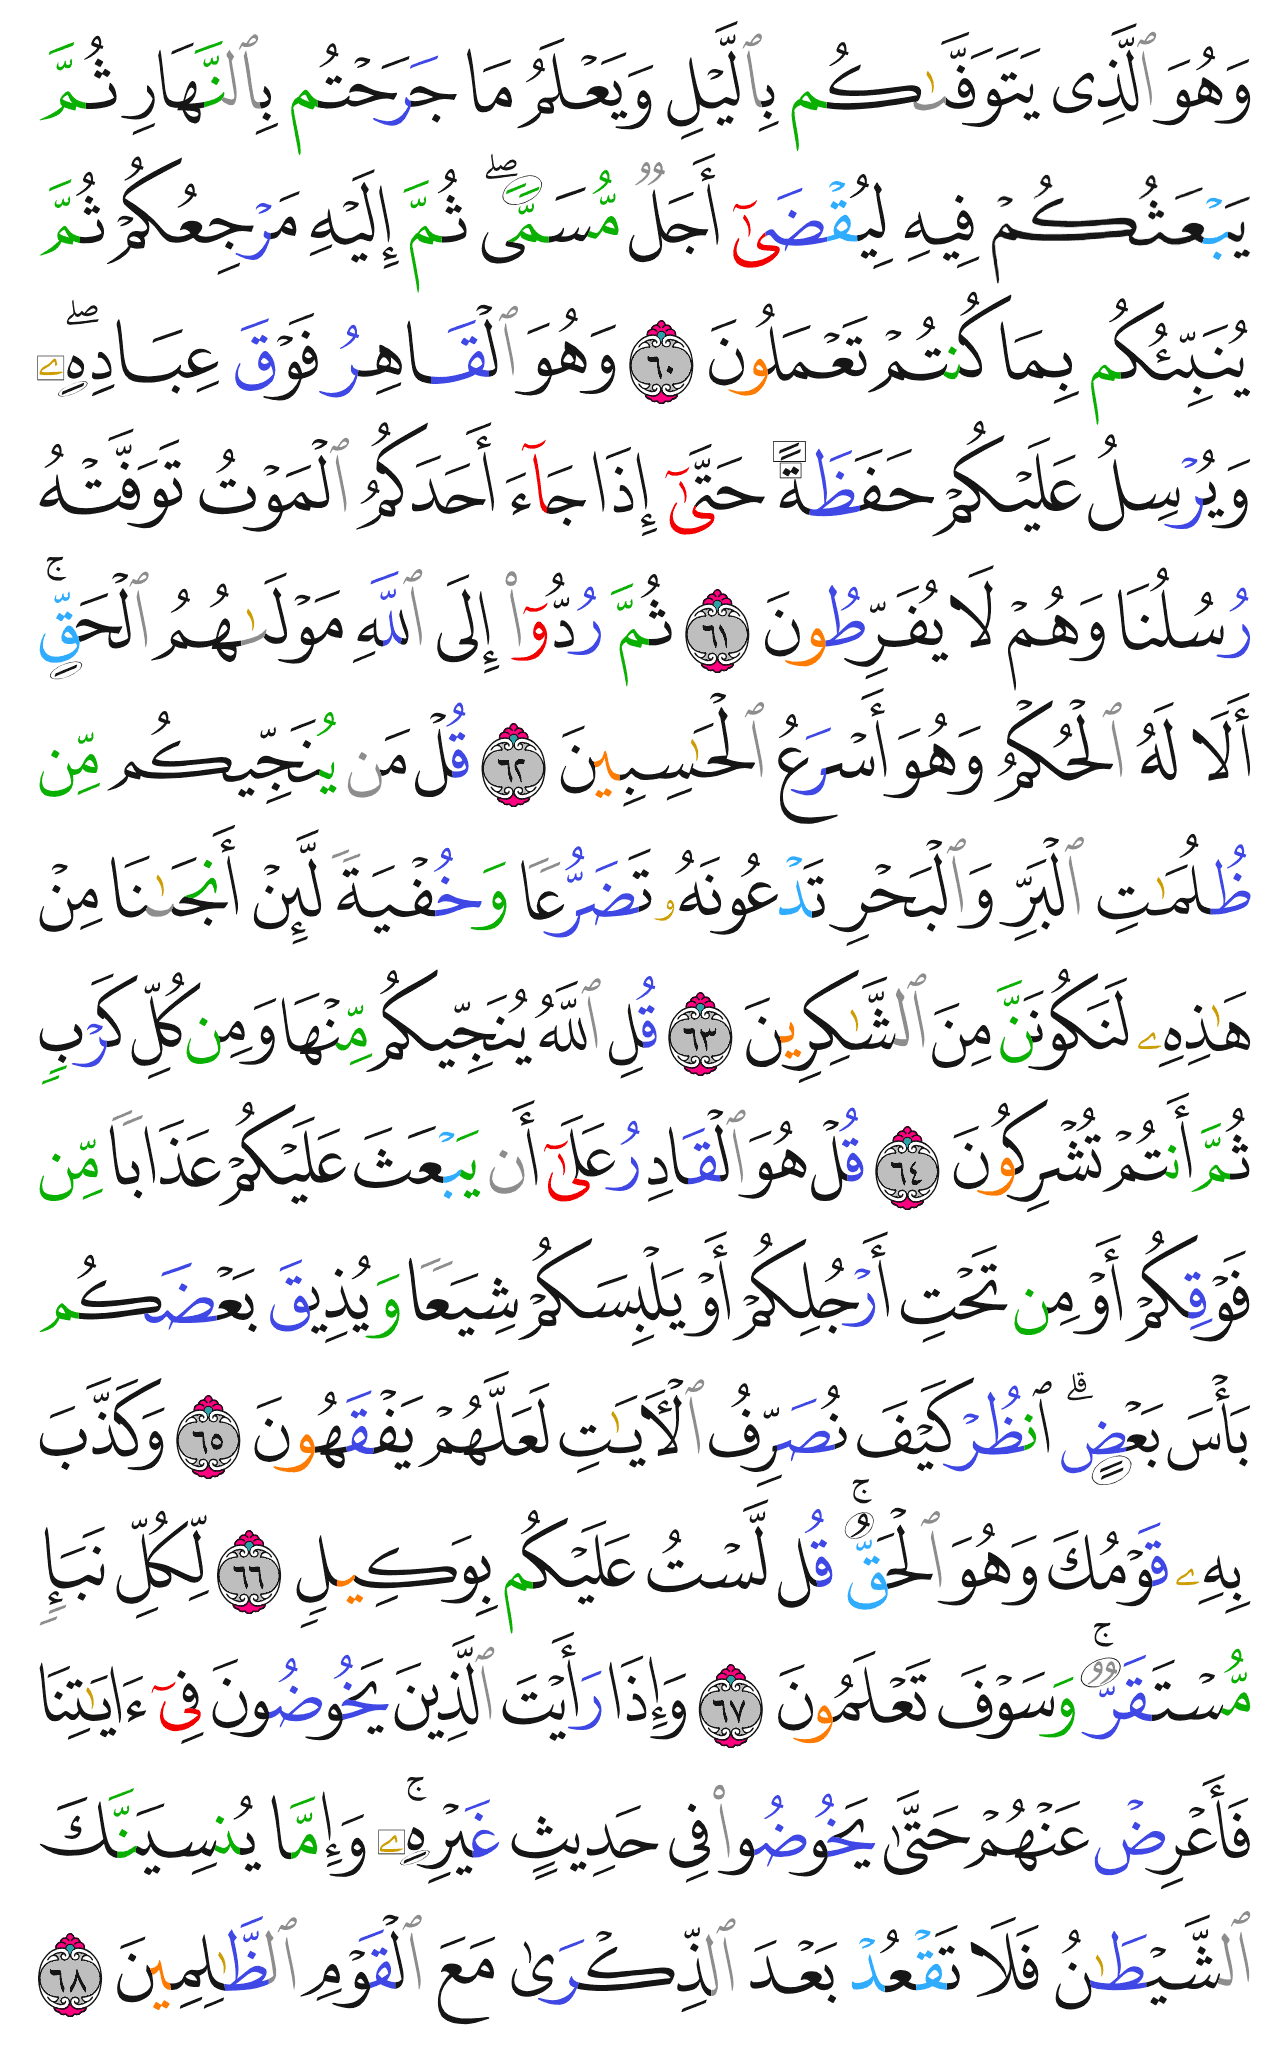 وَهُوَ ٱلَّذِى يَتَوَفَّىٰكُم بِٱلَّيْلِ وَيَعْلَمُ مَا جَرَحْتُم بِٱلنَّهَارِ ثُمَّ
يَبْعَثُكُمْ فِيهِ لِيُقْضَىٰٓ أَجَلٌ مُّسَمًّى ۖ ثُمَّ إِلَيْهِ مَرْجِعُكُمْ ثُمَّ
يُنَبِّئُكُم بِمَا كُنتُمْ تَعْمَلُونَ ٦٠ وَهُوَ ٱلْقَاهِرُ فَوْقَ عِبَادِهِۦ ۖ
وَيُرْسِلُ عَلَيْكُمْ حَفَظَةً حَتَّىٰٓ إِذَا جَآءَ أَحَدَكُمُ ٱلْمَوْتُ تَوَفَّتْهُ
رُسُلُنَا وَهُمْ لَا يُفَرِّطُونَ ٦١ ثُمَّ رُدُّوٓا۟ إِلَى ٱللَّهِ مَوْلَىٰهُمُ ٱلْحَقِّ ۚ
أَلَا لَهُ ٱلْحُكْمُ وَهُوَ أَسْرَعُ ٱلْحَٰسِبِينَ ٦٢ قُلْ مَن يُنَجِّيكُم مِّن
ظُلُمَٰتِ ٱلْبَرِّ وَٱلْبَحْرِ تَدْعُونَهُۥ تَضَرُّعًا وَخُفْيَةً لَّئِنْ أَنجَىٰنَا مِنْ
هَٰذِهِۦ لَنَكُونَنَّ مِنَ ٱلشَّٰكِرِينَ ٦٣ قُلِ ٱللَّهُ يُنَجِّيكُم مِّنْهَا وَمِن كُلِّ كَرْبٍ
ثُمَّ أَنتُمْ تُشْرِكُونَ ٦٤ قُلْ هُوَ ٱلْقَادِرُ عَلَىٰٓ أَن يَبْعَثَ عَلَيْكُمْ عَذَابًا مِّن
فَوْقِكُمْ أَوْ مِن تَحْتِ أَرْجُلِكُمْ أَوْ يَلْبِسَكُمْ شِيَعًا وَيُذِيقَ بَعْضَكُم
بَأْسَ بَعْضٍ ۗ ٱنظُرْ كَيْفَ نُصَرِّفُ ٱلْـَٔايَٰتِ لَعَلَّهُمْ يَفْقَهُونَ ٦٥ وَكَذَّبَ
بِهِۦ قَوْمُكَ وَهُوَ ٱلْحَقُّ ۚ قُل لَّسْتُ عَلَيْكُم بِوَكِيلٍ ٦٦ لِّكُلِّ نَبَإٍ
مُّسْتَقَرٌّ ۚ وَسَوْفَ تَعْلَمُونَ ٦٧ وَإِذَا رَأَيْتَ ٱلَّذِينَ يَخُوضُونَ فِىٓ ءَايَٰتِنَا
فَأَعْرِضْ عَنْهُمْ حَتَّىٰ يَخُوضُوا۟ فِى حَدِيثٍ غَيْرِهِۦ ۚ وَإِمَّا يُنسِيَنَّكَ
ٱلشَّيْطَٰنُ فَلَا تَقْعُدْ بَعْدَ ٱلذِّكْرَىٰ مَعَ ٱلْقَوْمِ ٱلظَّٰلِمِينَ ٦٨